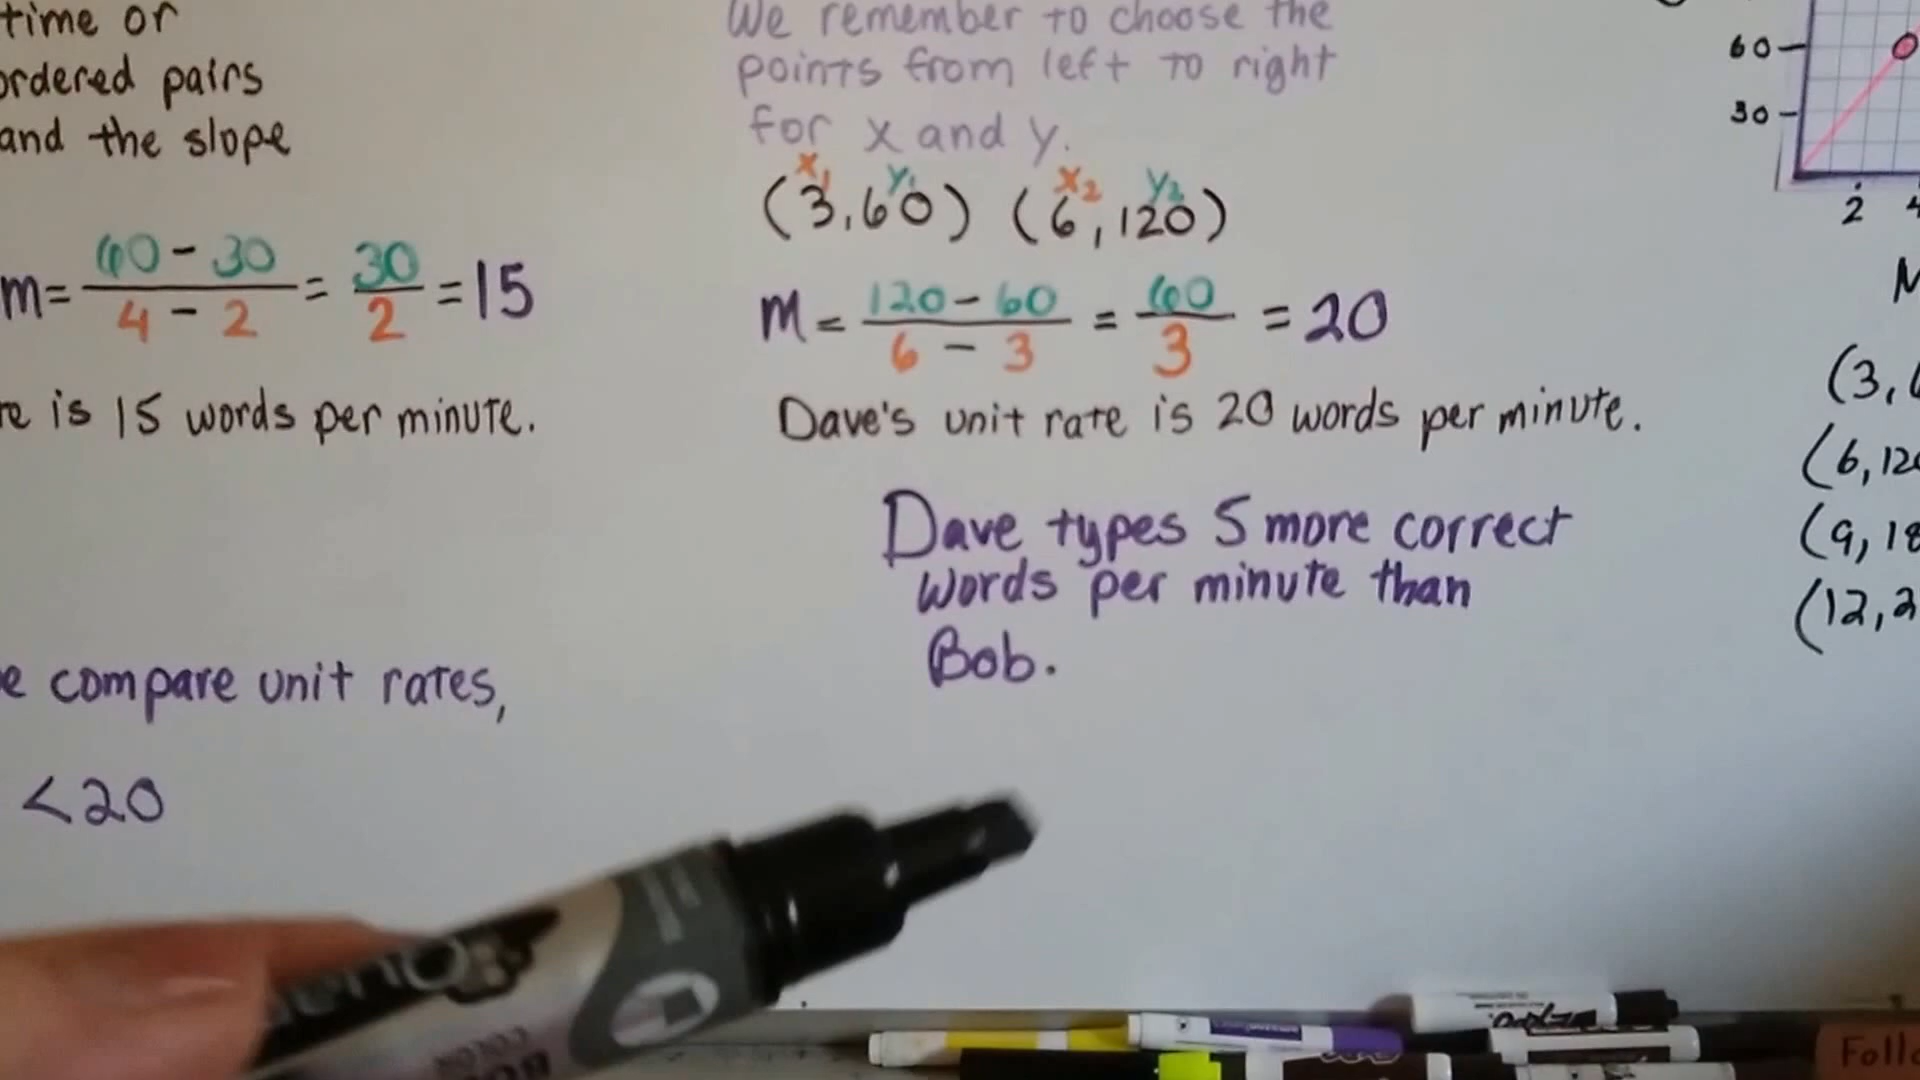 time or
ordered pairs
and the slope
m = 60 - 30 / 4 - 2 = 30 / 2 = 15
re is 15 words per minute.
e compare unit rates,
< 20
We remember to choose the
points from left to right
for x and y.
x1 y1 x2 y2
(3, 60) (6, 120)
m = 120 - 60 / 6 - 3 = 60 / 3 = 20
Dave's unit rate is 20 words per minute.
Dave types 5 more correct
words per minute than
Bob.
60
30
2 4
(3, 6
(6, 120
(9, 18
(12, 2
Expo
Follo